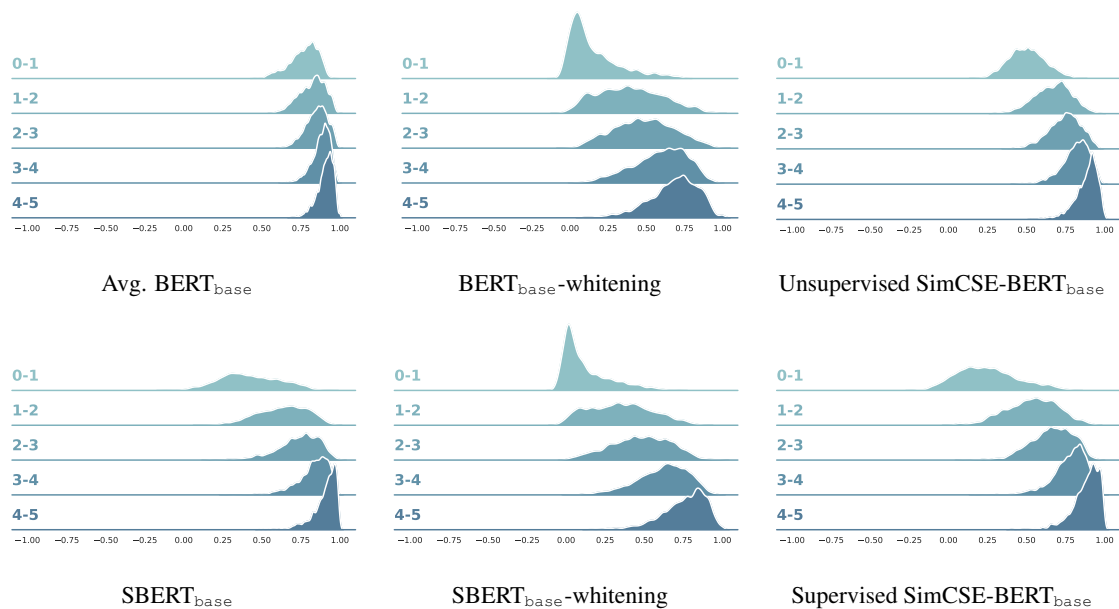 0-1
1-2
2-3
3-4
4-5
−1.00 −0.75 −0.50 −0.25 0.00 0.25 0.50 0.75 1.00
Avg. BERTbase
0-1
1-2
2-3
3-4
4-5
−1.00 −0.75 −0.50 −0.25 0.00 0.25 0.50 0.75 1.00
BERTbase-whitening
0-1
1-2
2-3
3-4
4-5
−1.00 −0.75 −0.50 −0.25 0.00 0.25 0.50 0.75 1.00
Unsupervised SimCSE-BERTbase
0-1
1-2
2-3
3-4
4-5
−1.00 −0.75 −0.50 −0.25 0.00 0.25 0.50 0.75 1.00
SBERTbase
0-1
1-2
2-3
3-4
4-5
−1.00 −0.75 −0.50 −0.25 0.00 0.25 0.50 0.75 1.00
SBERTbase-whitening
0-1
1-2
2-3
3-4
4-5
−1.00 −0.75 −0.50 −0.25 0.00 0.25 0.50 0.75 1.00
Supervised SimCSE-BERTbase